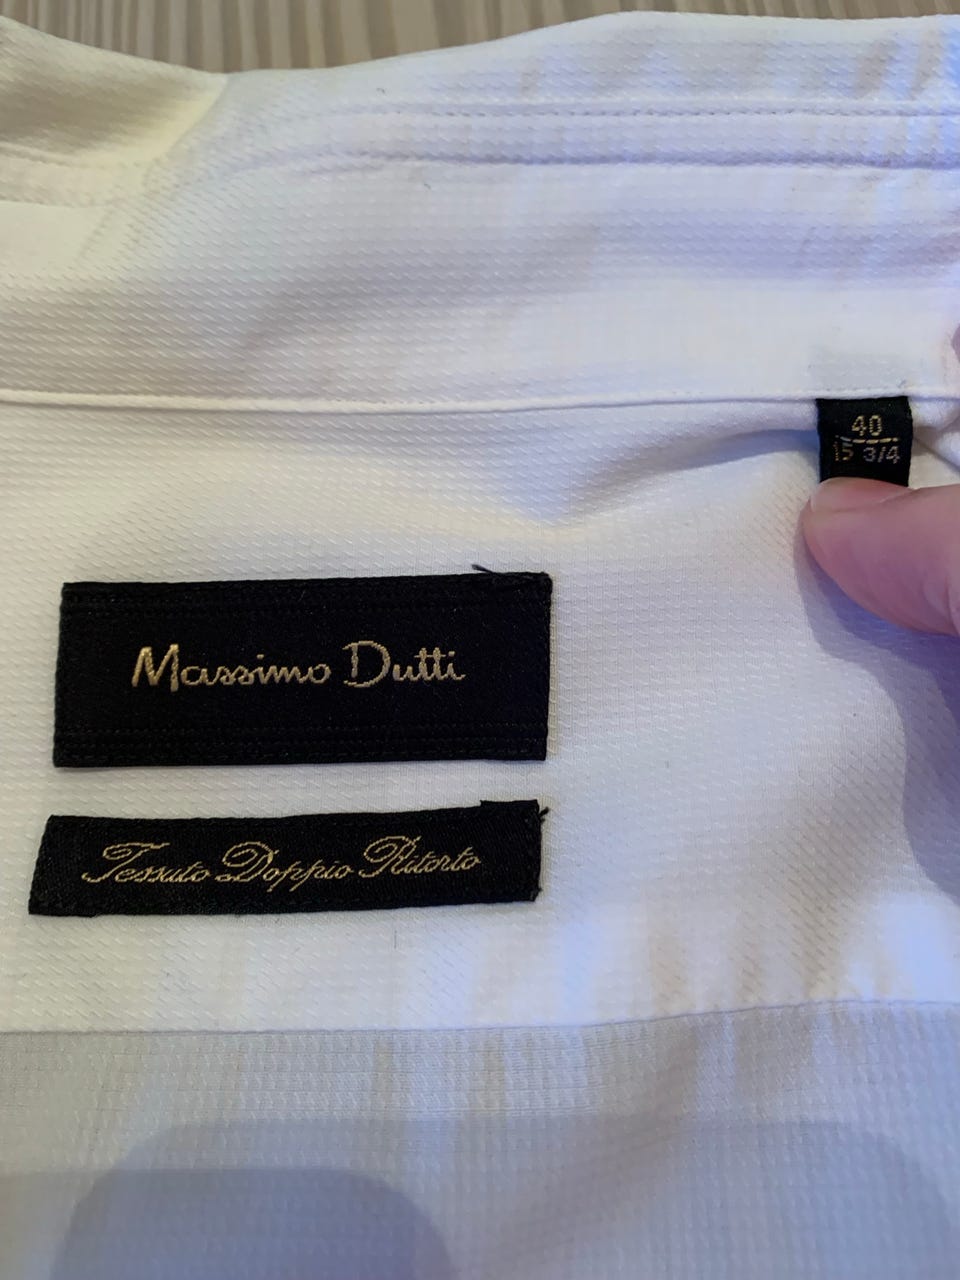 40
15 3/4
Massimo Dutti
Tessuto Doppio Ritorto